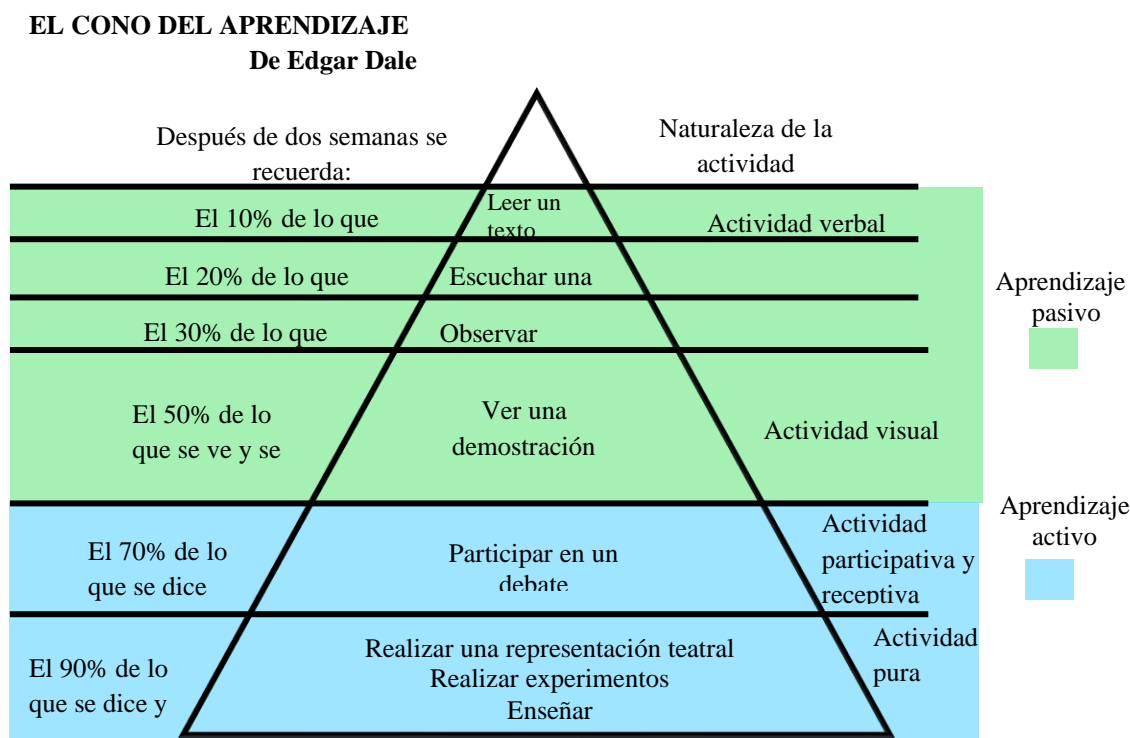 EL CONO DEL APRENDIZAJE
De Edgar Dale
Después de dos semanas se
recuerda:
Naturaleza de la
actividad
El 10% de lo que
Leer un
texto
Actividad verbal
El 20% de lo que
Escuchar una
El 30% de lo que
Observar
Aprendizaje
pasivo
El 50% de lo
que se ve y se
Ver una
demostración
Actividad visual
Aprendizaje
activo
El 70% de lo
que se dice
Participar en un
debate
Actividad
participativa y
receptiva
El 90% de lo
que se dice y
Realizar una representación teatral
Realizar experimentos
Enseñar
Actividad
pura